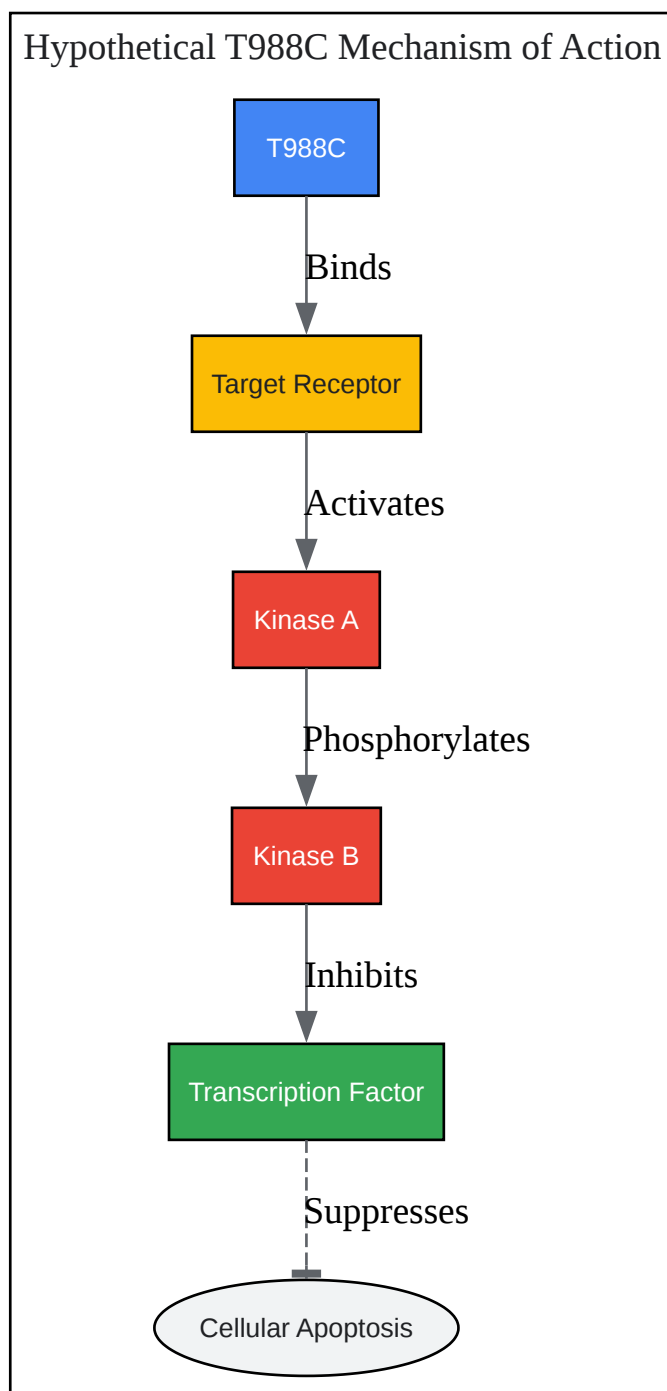 Hypothetical T988C Mechanism of Action
T988C
Binds
Target Receptor
Activates
Kinase A
Phosphorylates
Kinase B
Inhibits
Transcription Factor
Suppresses
Cellular Apoptosis